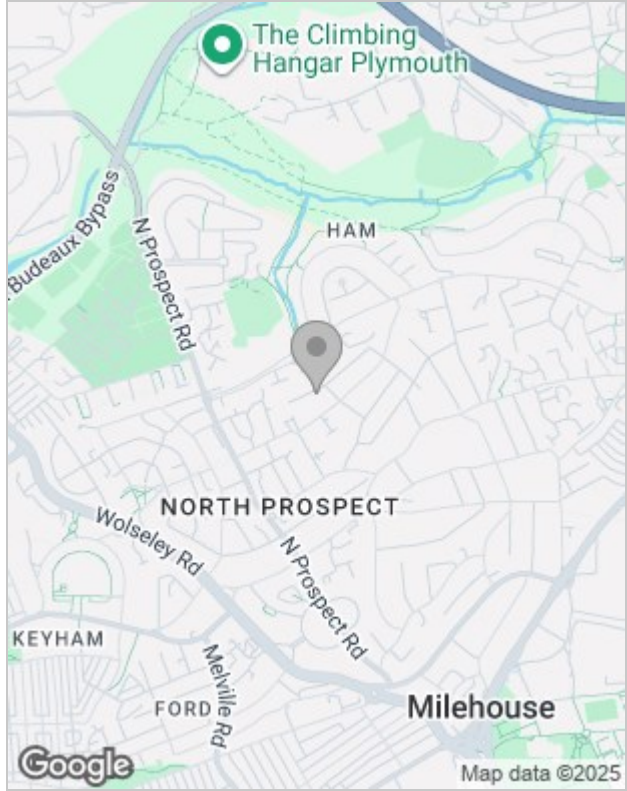 The Climbing
Hangar Plymouth
Budeaux Bypass
N Prospect Rd
HAM
NORTH PROSPECT
Wolseley Rd
N Prospect Rd
KEYHAM
Melville Rd
FORD
Milehouse
Google
Map data ©2025